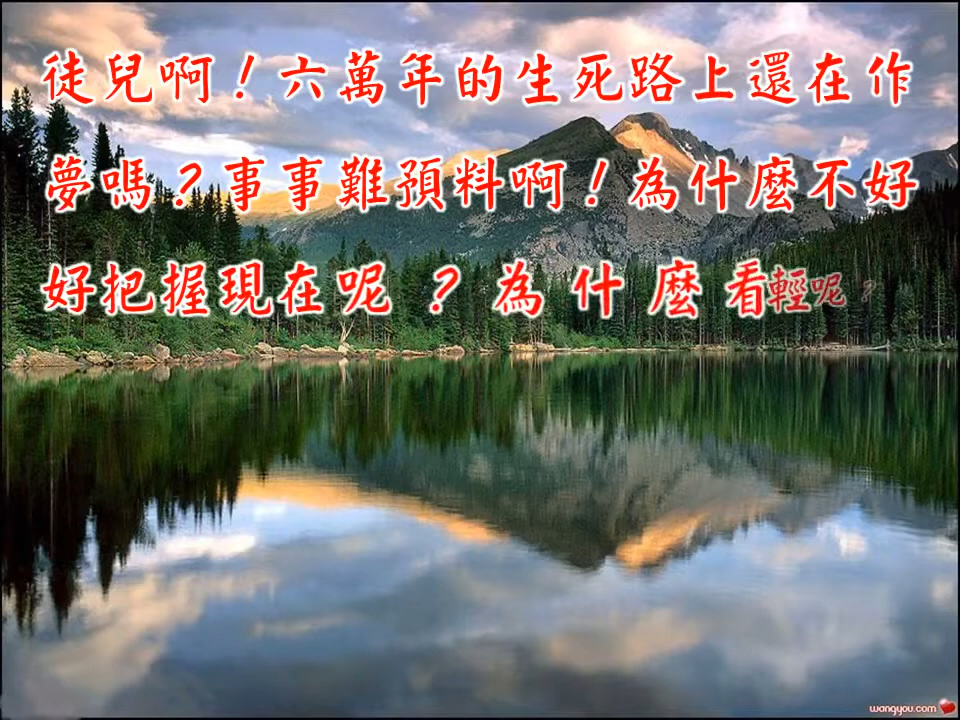 徒兒啊！六萬年的生死路上還在作
夢嗎？事事難預料啊！為什麼不好
好把握現在呢？為什麼看輕呢？
wangyou.com